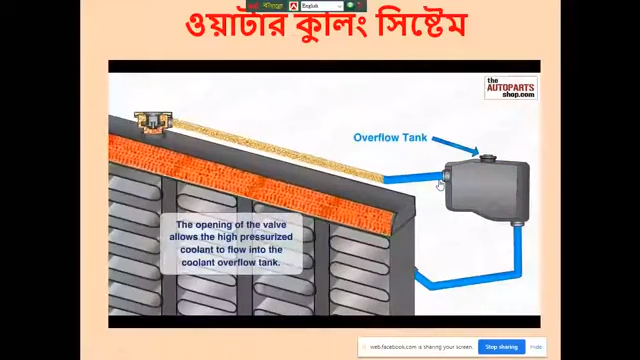 English
ওয়াটার কুলিং সিষ্টেম
the
AUTOPARTS
shop.com
Overflow Tank
The opening of the valve
allows the high pressurized
coolant to flow into the
coolant overflow tank.
web.facebook.com is sharing your screen.
Stop sharing
Hide